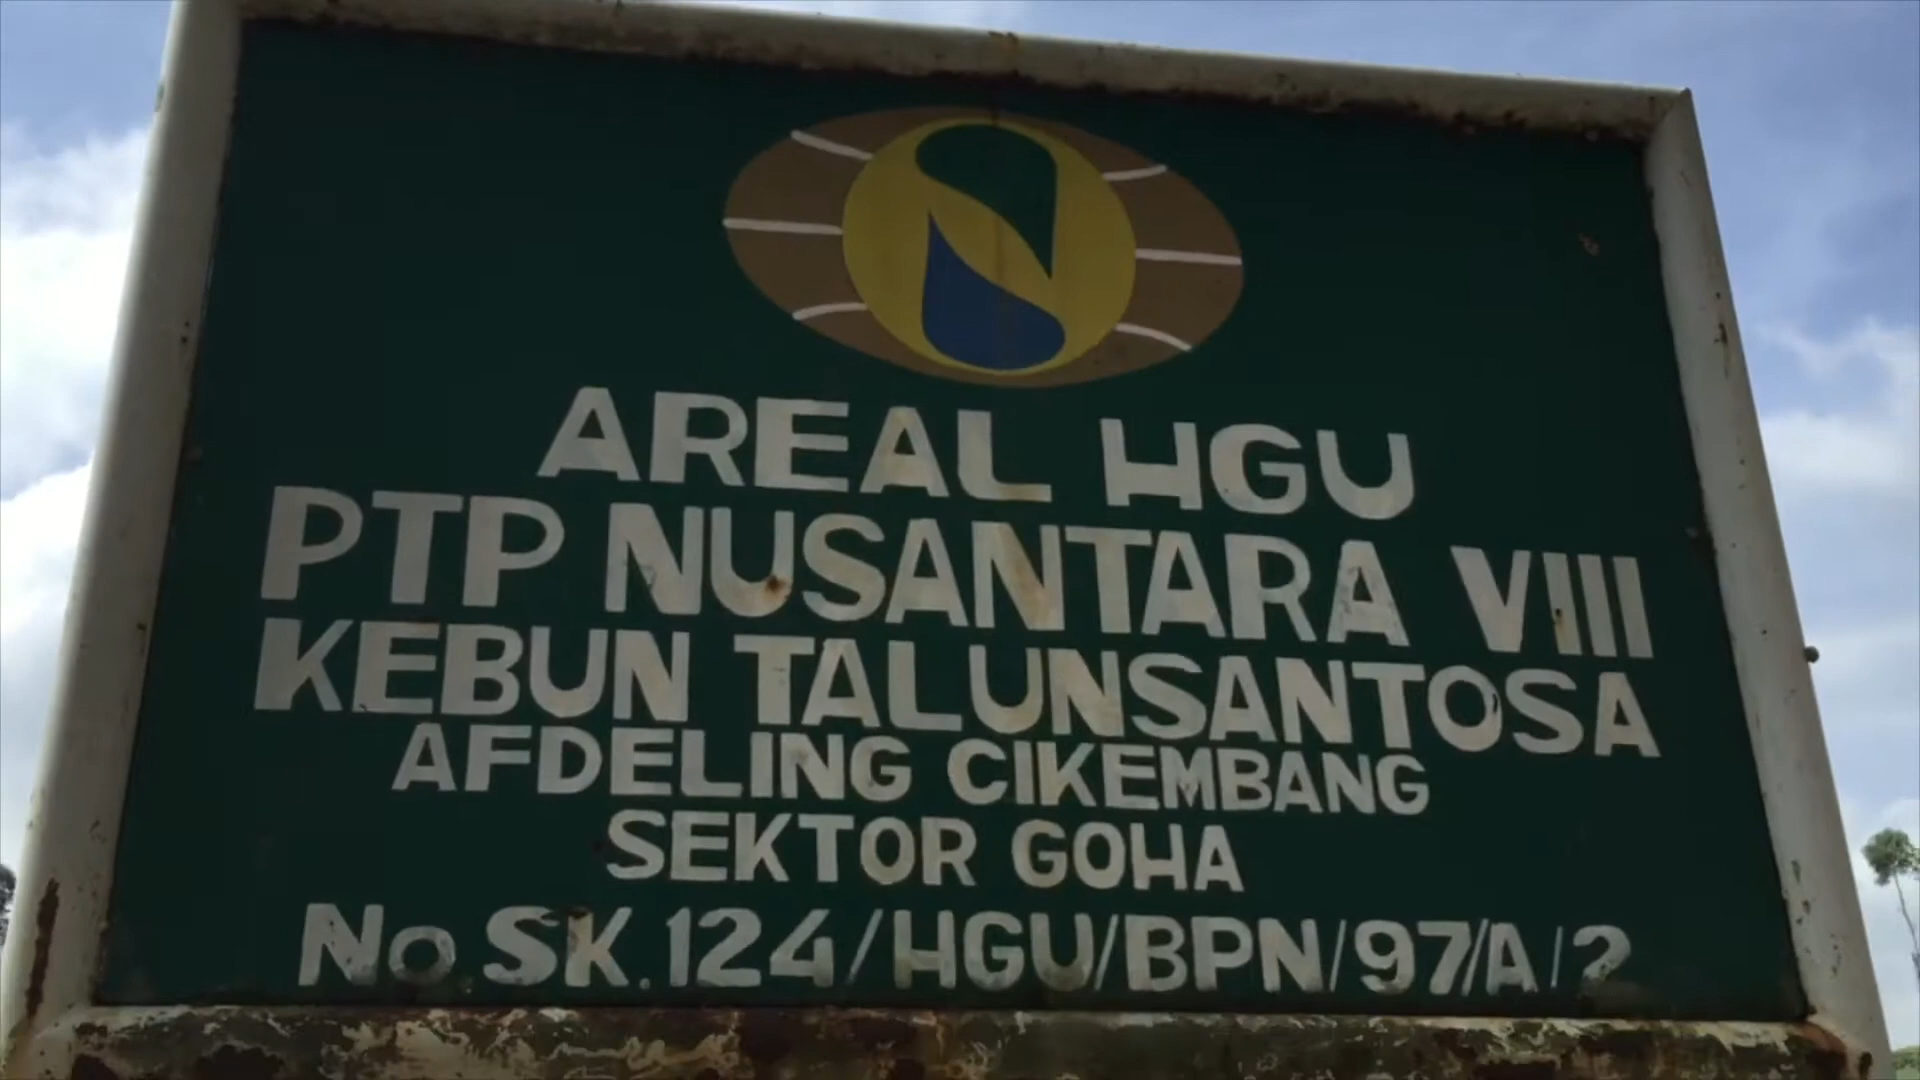 AREAL HGU
PTP NUSANTARA VIII
KEBUN TALUNSANTOSA
AFDELING CIKEMBANG
SEKTOR GOHA
No SK.124/HGU/BPN/97/A/2